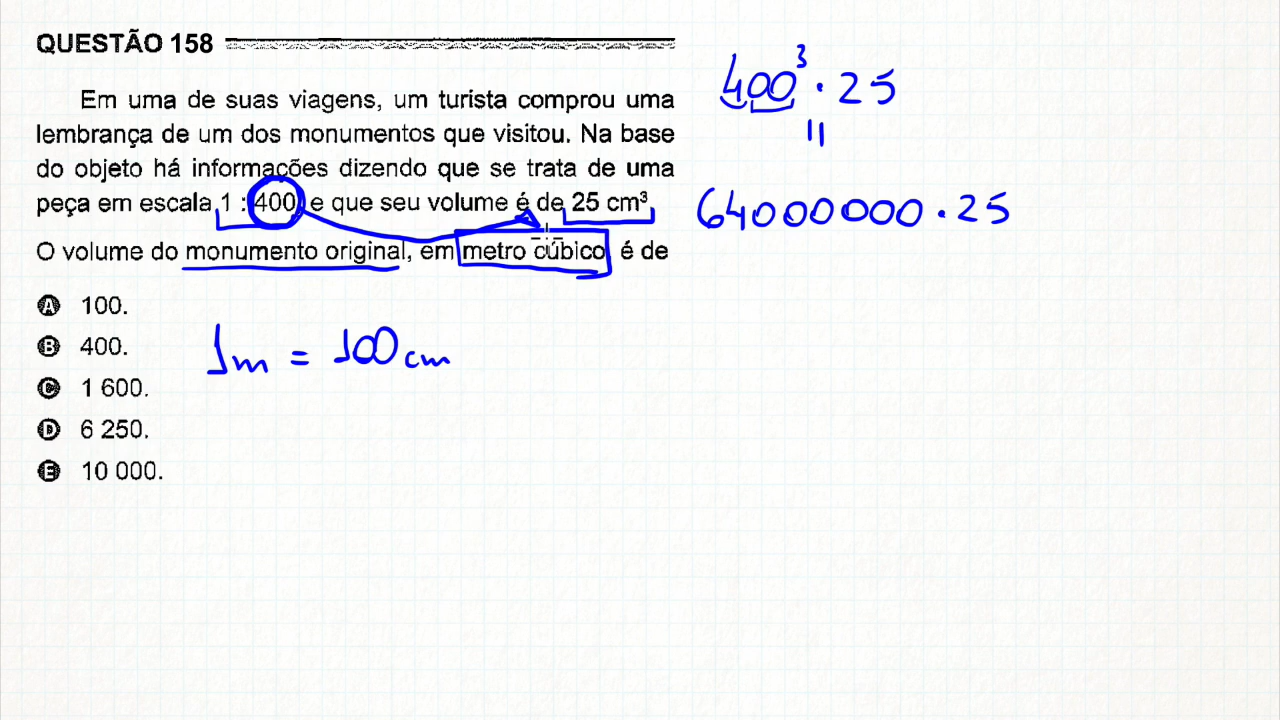 QUESTÃO 158
Em uma de suas viagens, um turista comprou uma
lembrança de um dos monumentos que visitou. Na base
do objeto há informações dizendo que se trata de uma
peça em escala 1 : 400, e que seu volume é de 25 cm³.
O volume do monumento original, em metro cúbico, é de
A 100.
B 400.
C 1 600.
D 6 250.
E 10 000.
1m = 100cm
400³ · 25
=
64000000 · 25